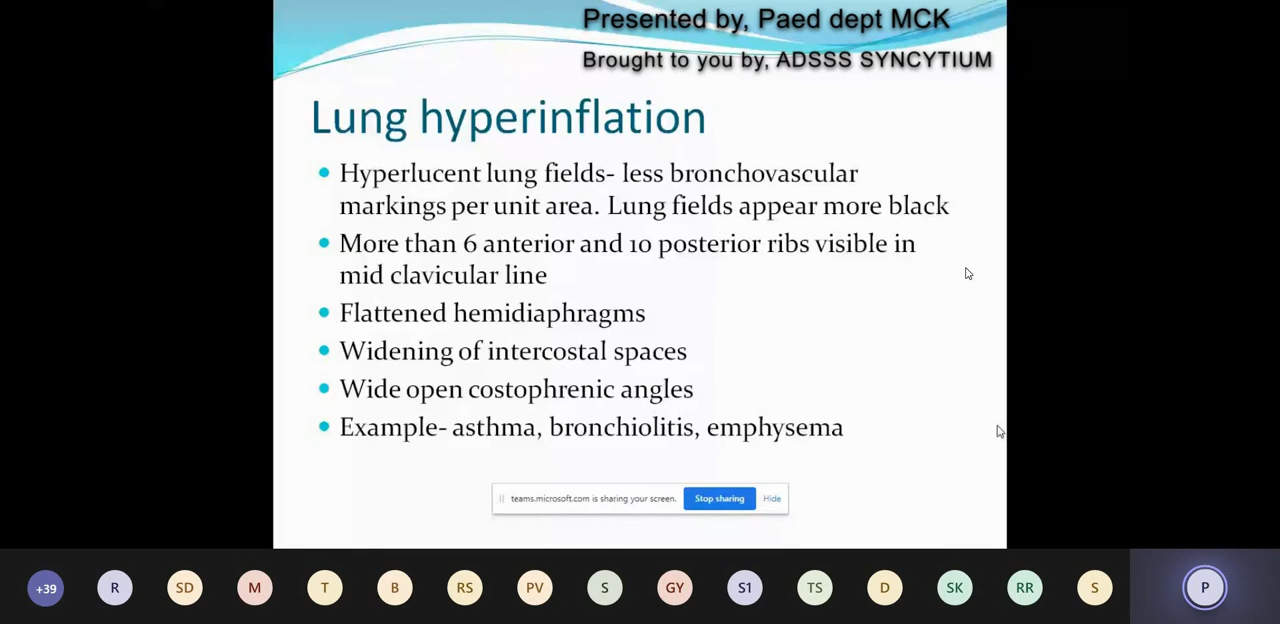 Presented by, Paed dept MCK
Brought to you by, ADSSS SYNCYTIUM
Lung hyperinflation
Hyperlucent lung fields- less bronchovascular
markings per unit area. Lung fields appear more black
More than 6 anterior and 10 posterior ribs visible in
mid clavicular line
Flattened hemidiaphragms
Widening of intercostal spaces
Wide open costophrenic angles
Example- asthma, bronchiolitis, emphysema
teams.microsoft.com is sharing your screen. Stop sharing Hide
+39 R SD M T B RS PV S GY S1 TS D SK RR S P